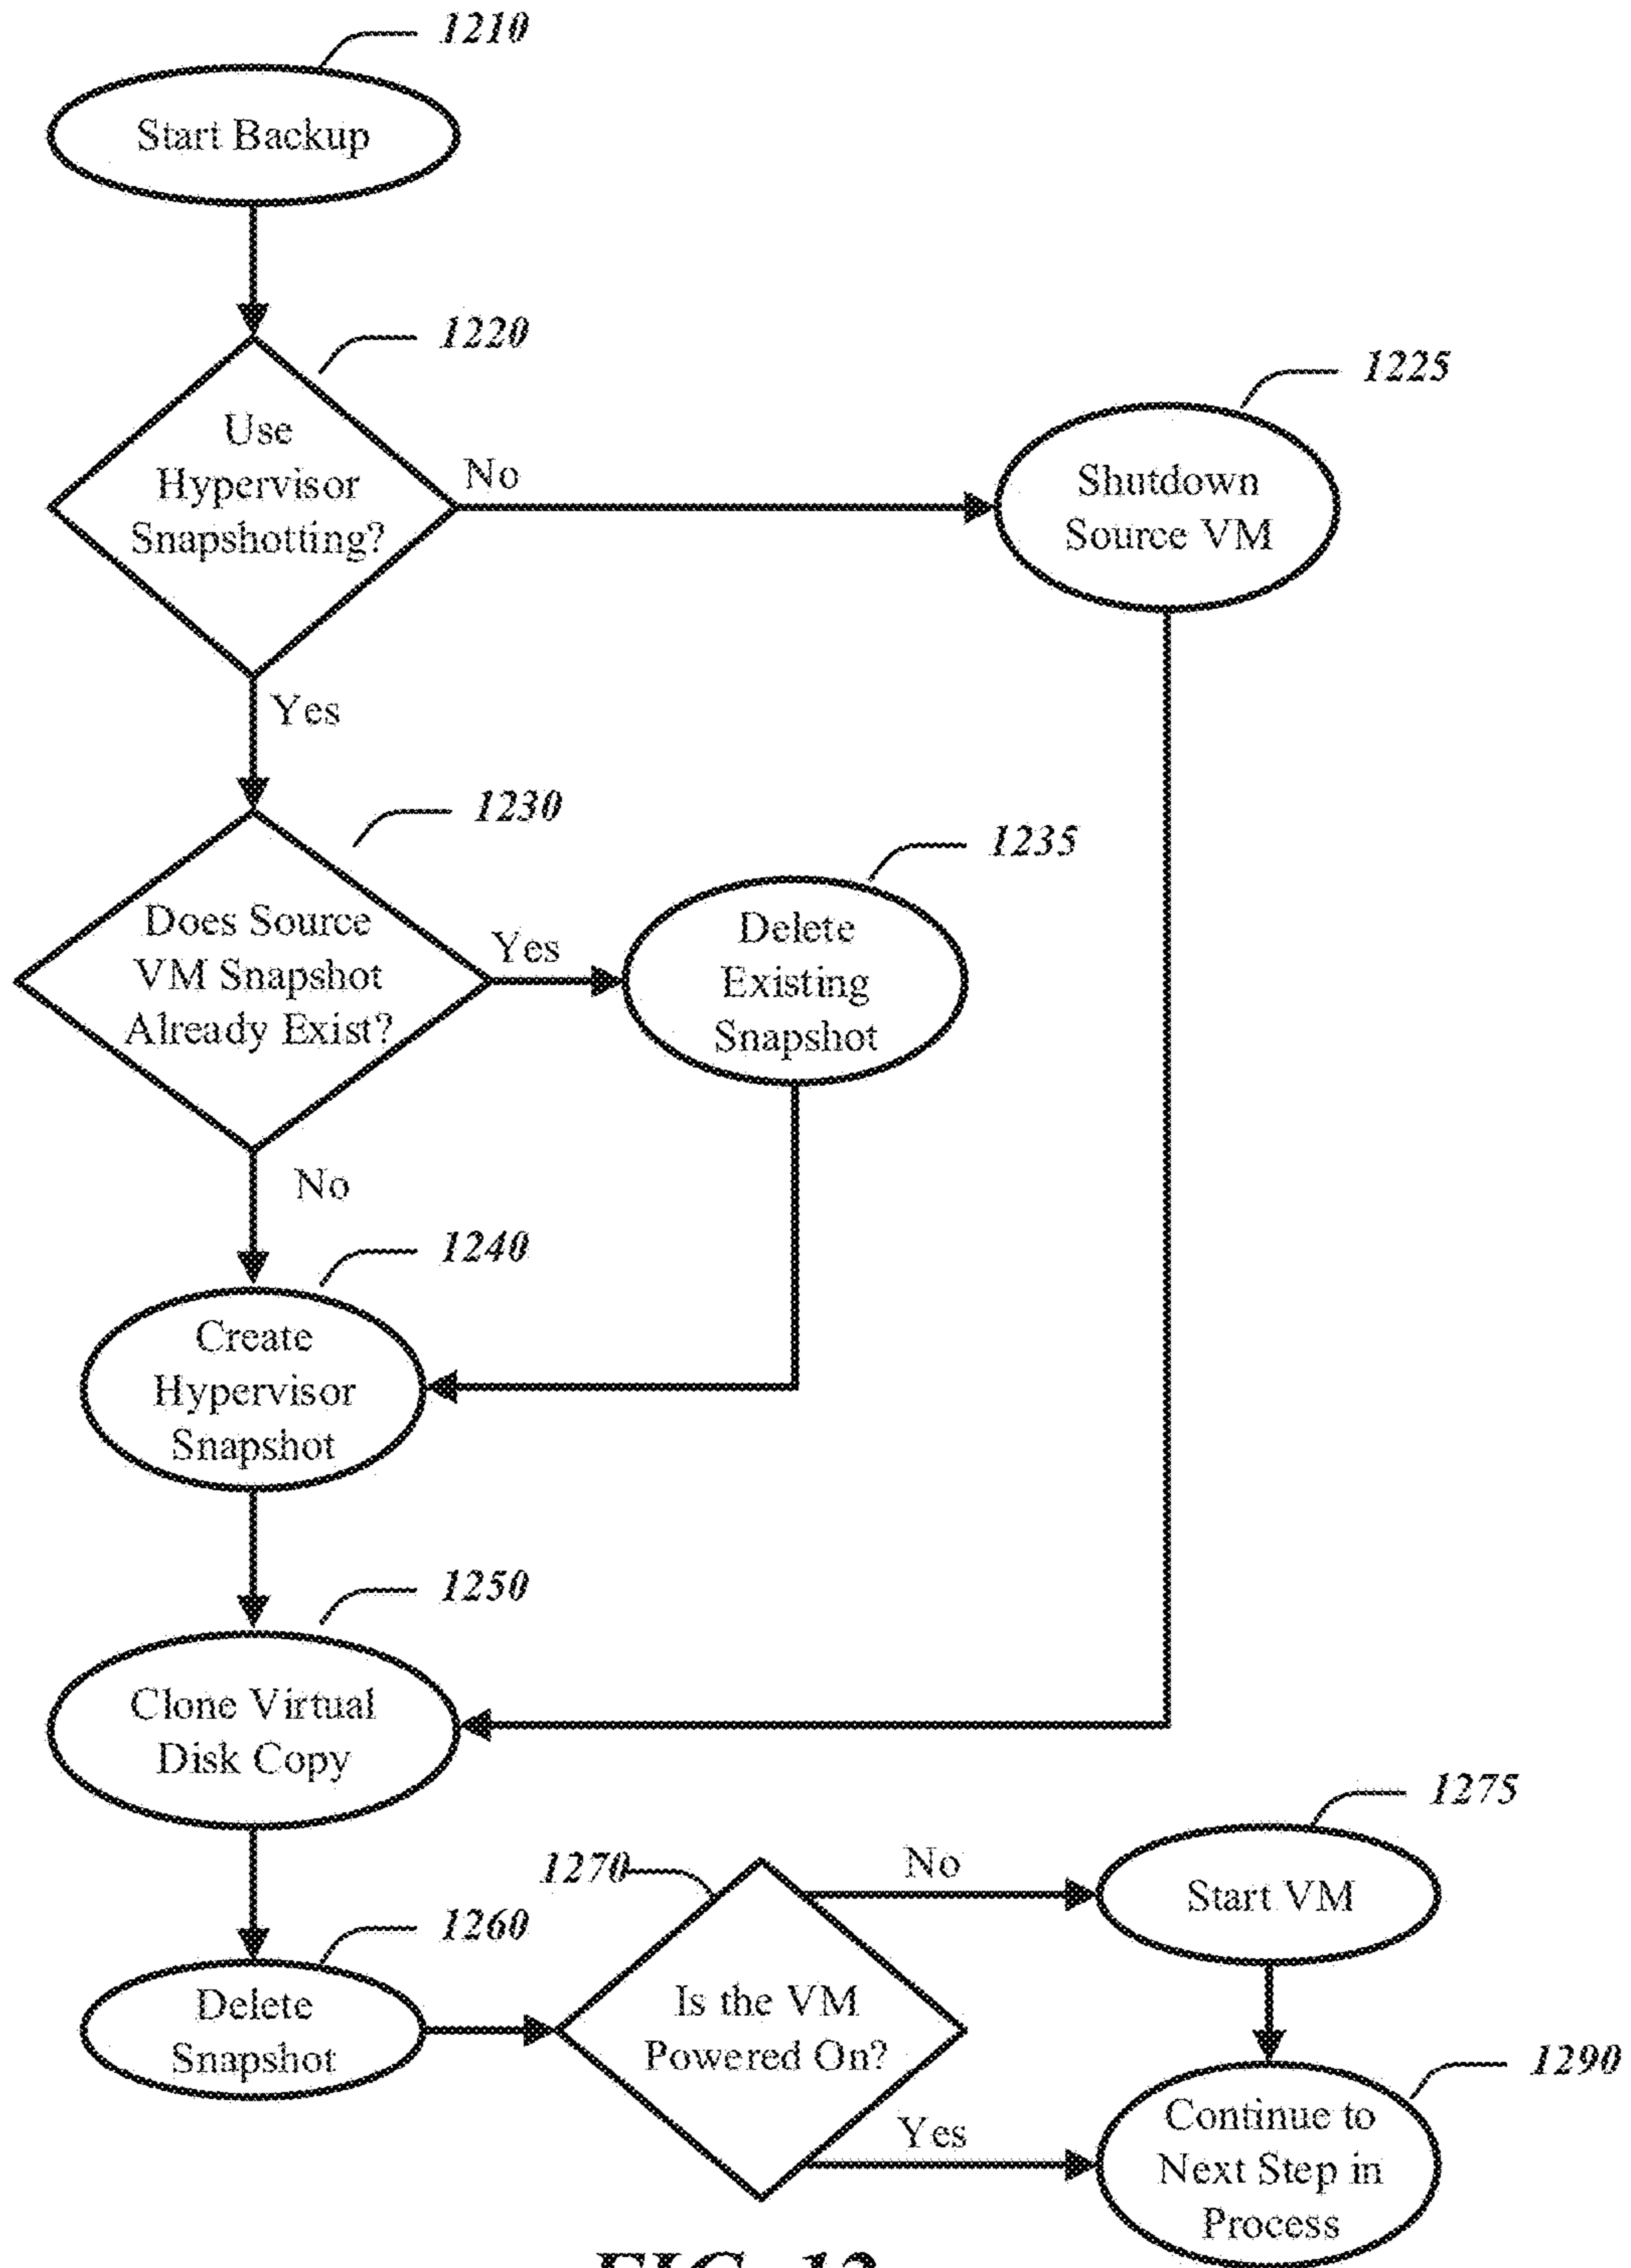 1210
Start Backup
1220
Use
Hypervisor
Snapshotting?
No
1225
Shutdown
Source VM
Yes
1230
Does Source
VM Snapshot
Already Exist?
Yes
1235
Delete
Existing
Snapshot
No
1240
Create
Hypervisor
Snapshot
1250
Clone Virtual
Disk Copy
1260
Delete
Snapshot
1270
Is the VM
Powered On?
No
1275
Start VM
Yes
1290
Continue to
Next Step in
Process